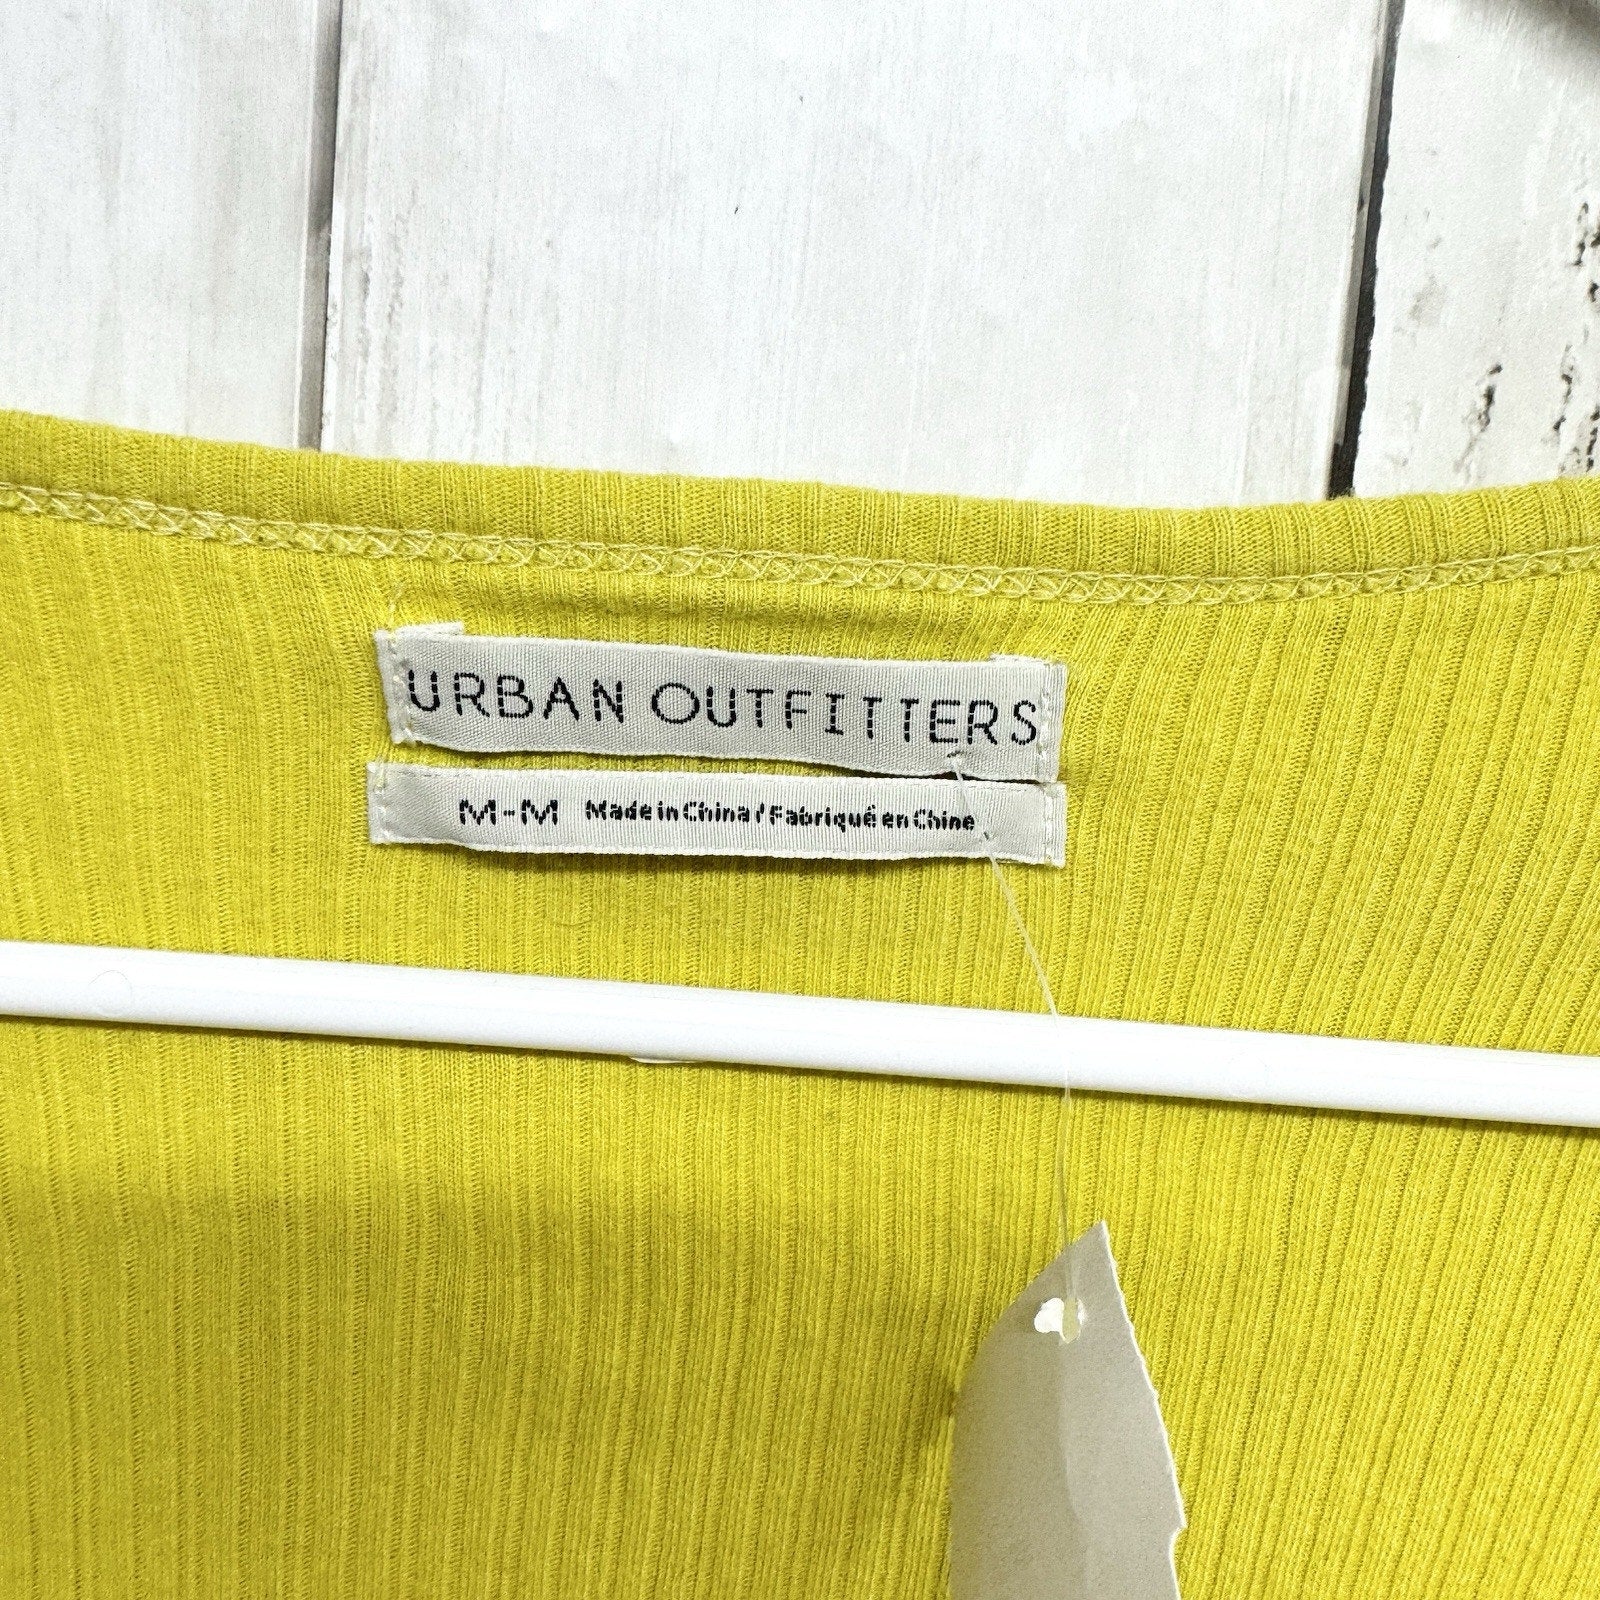 URBAN OUTFITTERS
M-M Made in China / Fabriqué en Chine